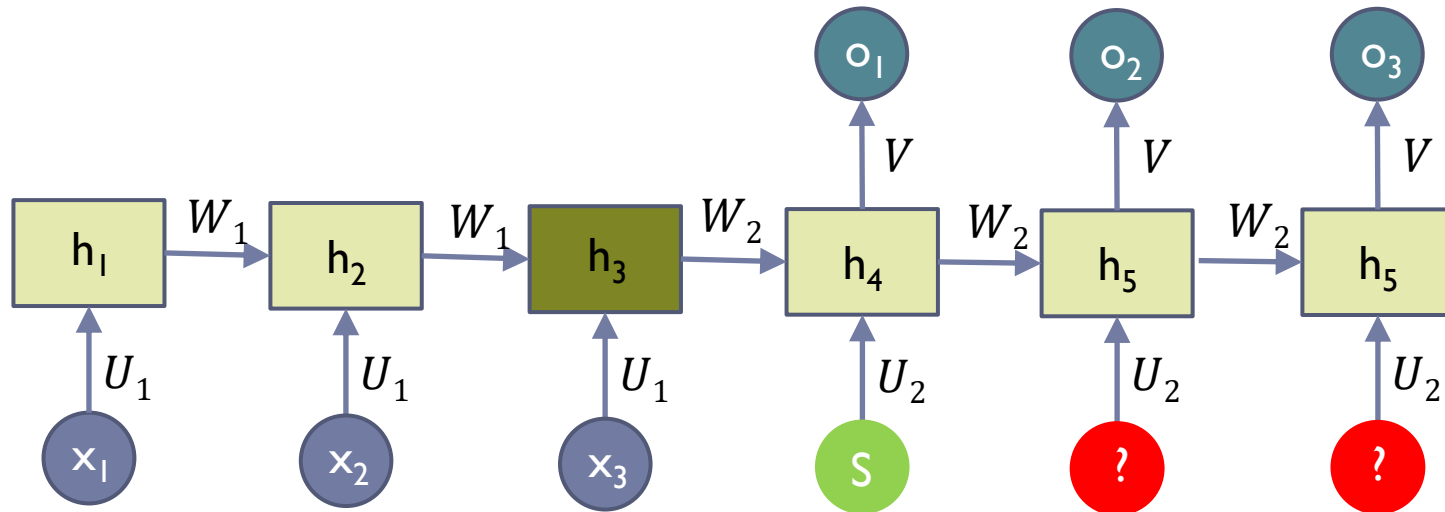 o₁ o₂ o₃
V V V
W₁ W₁ W₂ W₂ W₂
h₁ h₂ h₃ h₄ h₅ h₅
U₁ U₁ U₁ U₂ U₂ U₂
x₁ x₂ x₃ S ? ?